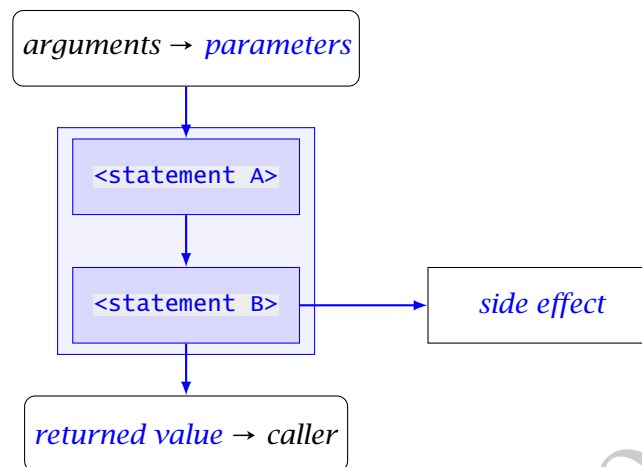 arguments → parameters
<statement A>
<statement B>
side effect
returned value → caller